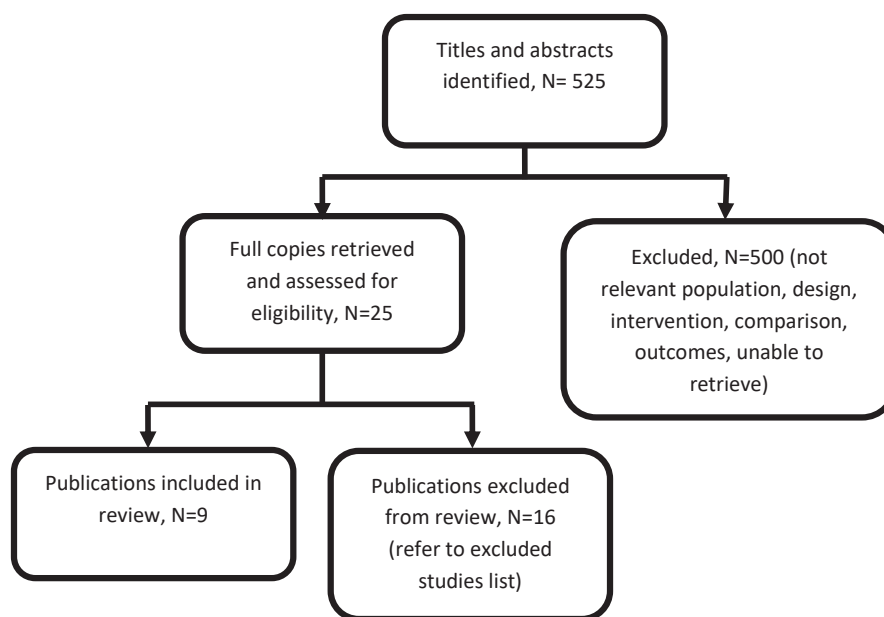 Titles and abstracts
identified, N= 525
Full copies retrieved
and assessed for
eligibility, N=25
Excluded, N=500 (not
relevant population, design,
intervention, comparison,
outcomes, unable to
retrieve)
Publications included in
review, N=9
Publications excluded
from review, N=16
(refer to excluded
studies list)